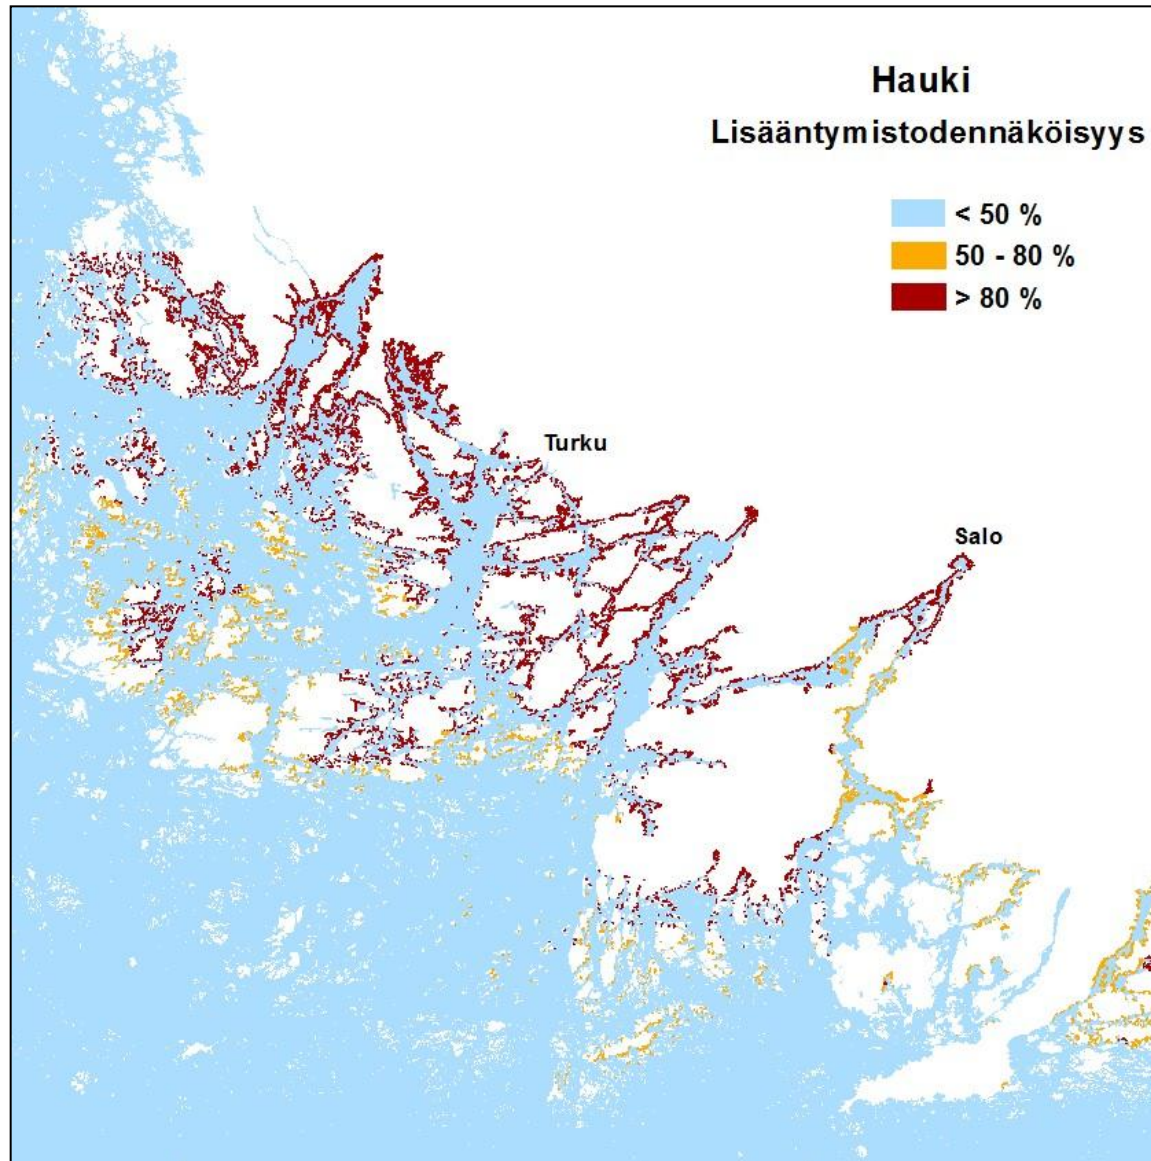 Hauki
Lisääntymistodennäköisyys
< 50 %
50 - 80 %
> 80 %
Turku
Salo